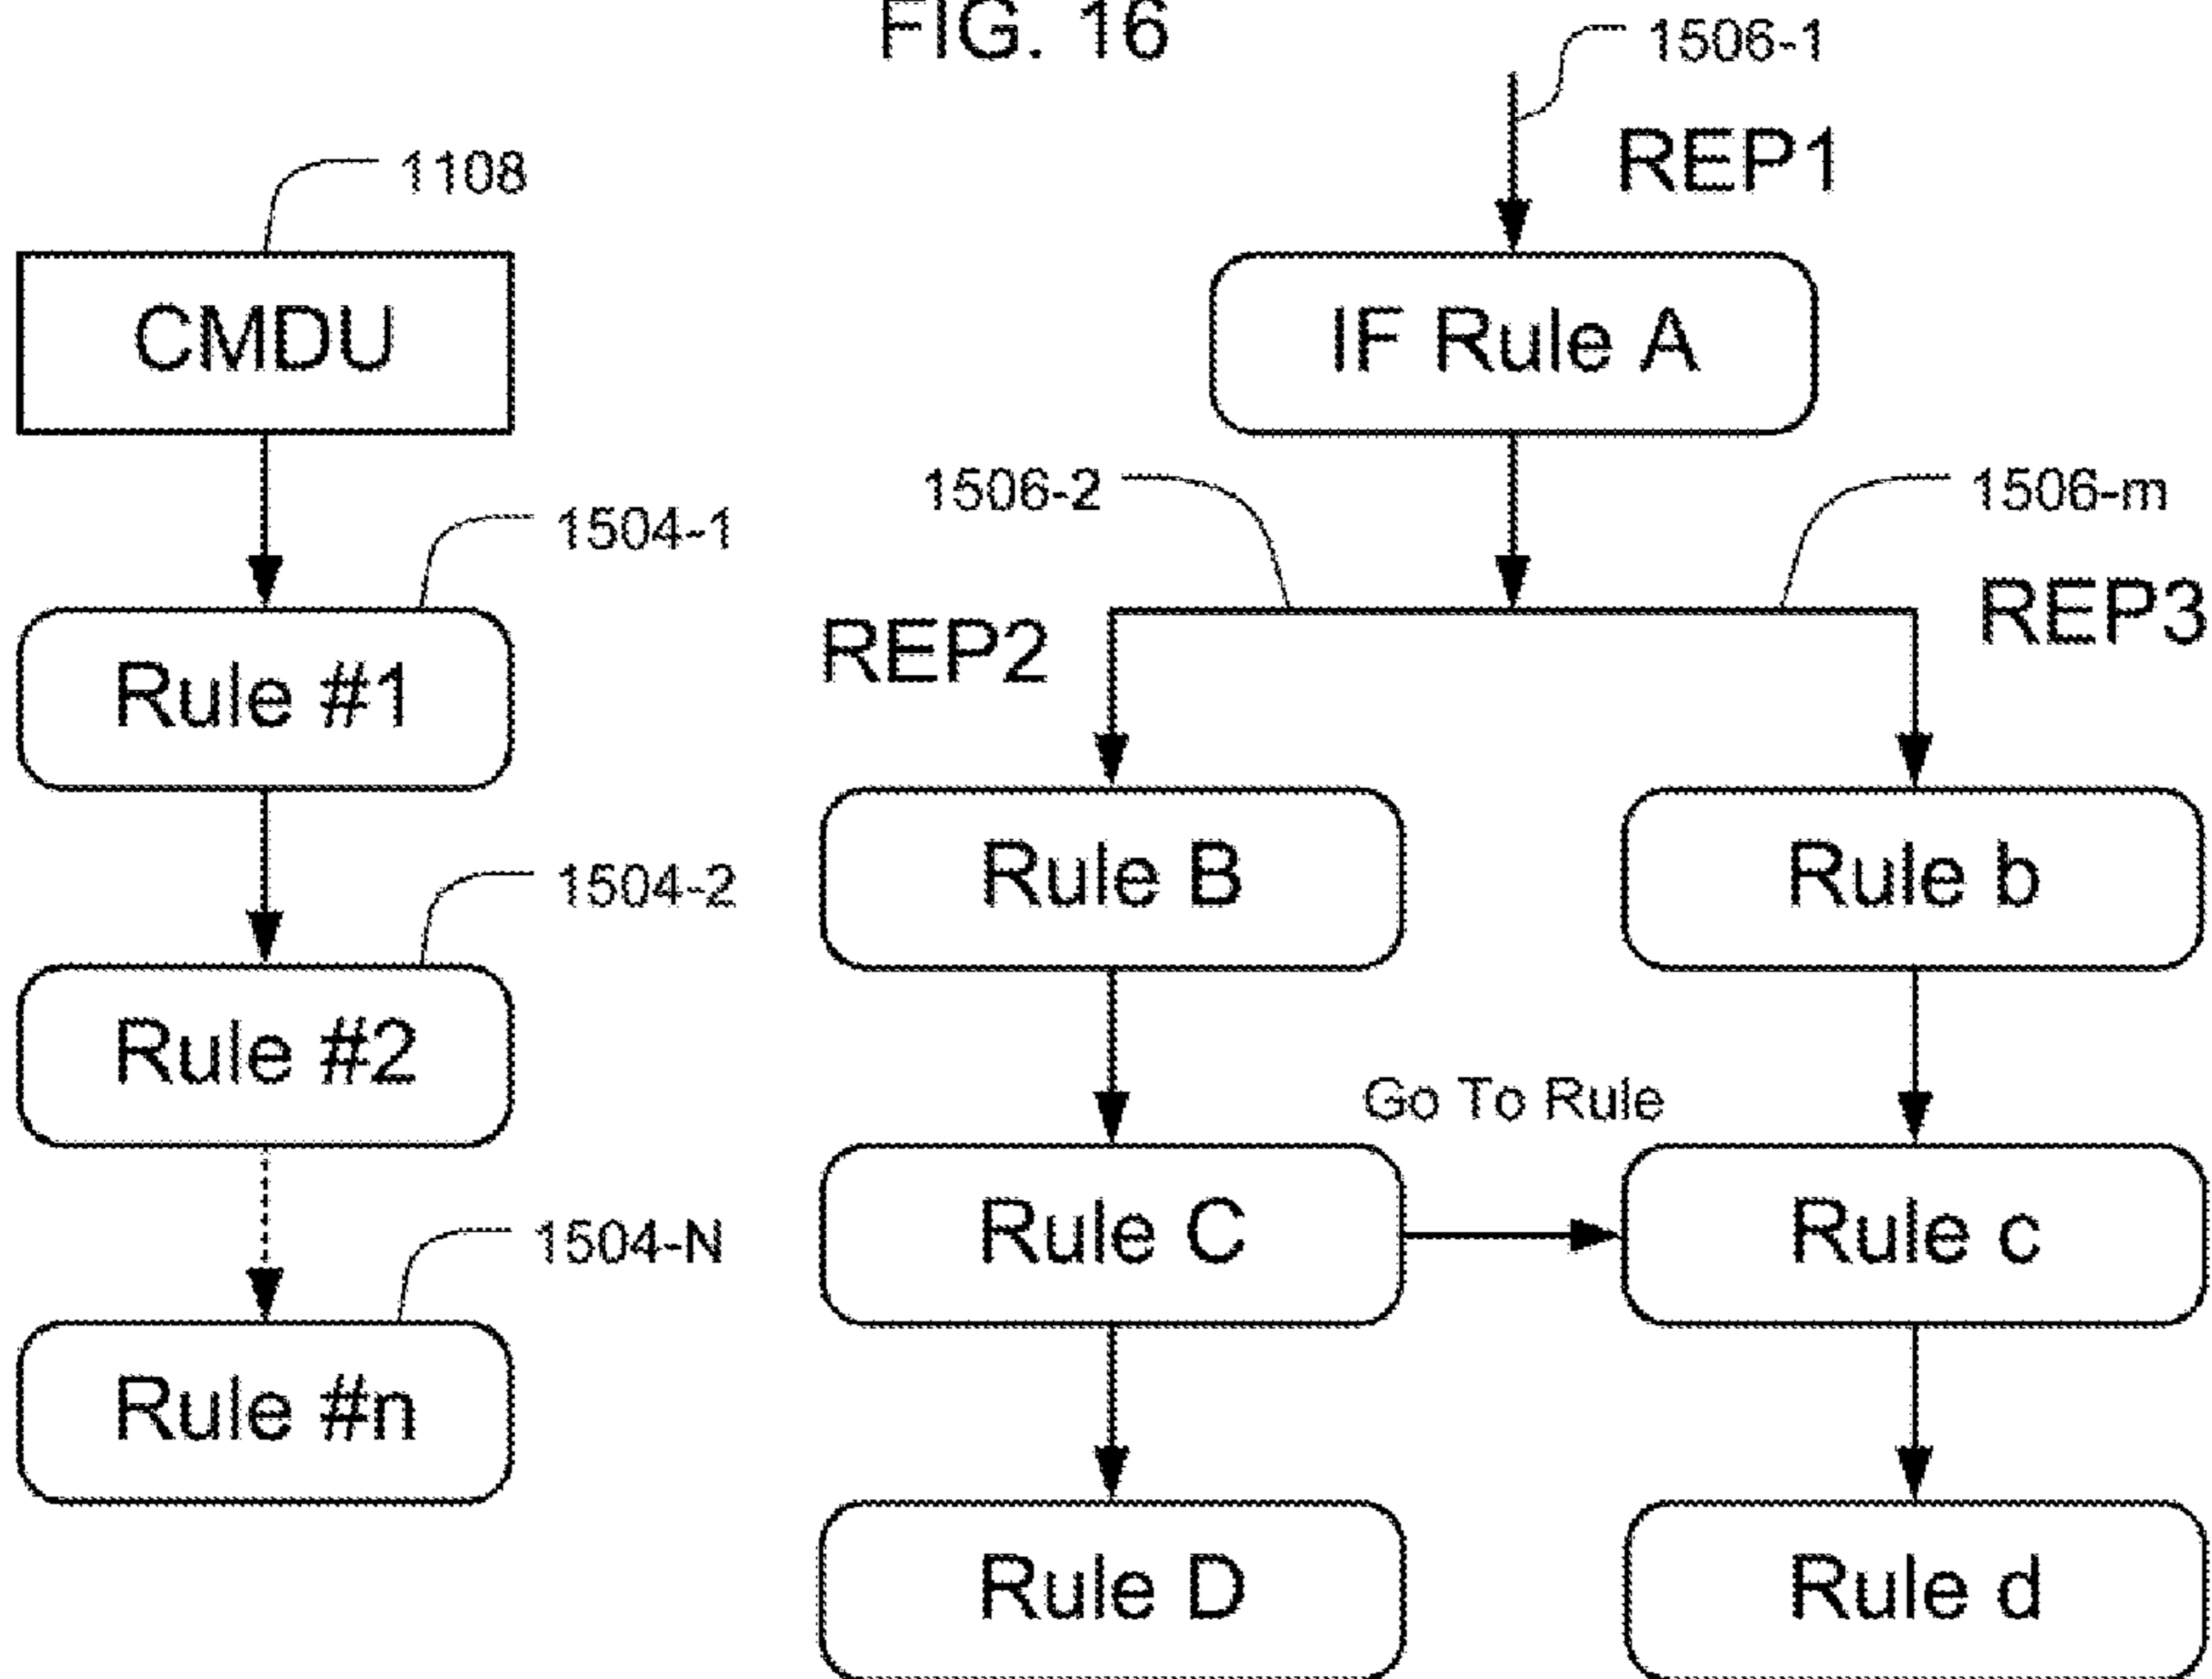 FIG. 16
1506-1
REP1
1108
CMDU
IF Rule A
1506-2
1506-m
1504-1
REP2
REP3
Rule #1
Rule B
Rule b
1504-2
Rule #2
Go To Rule
Rule C
Rule c
1504-N
Rule #n
Rule D
Rule d